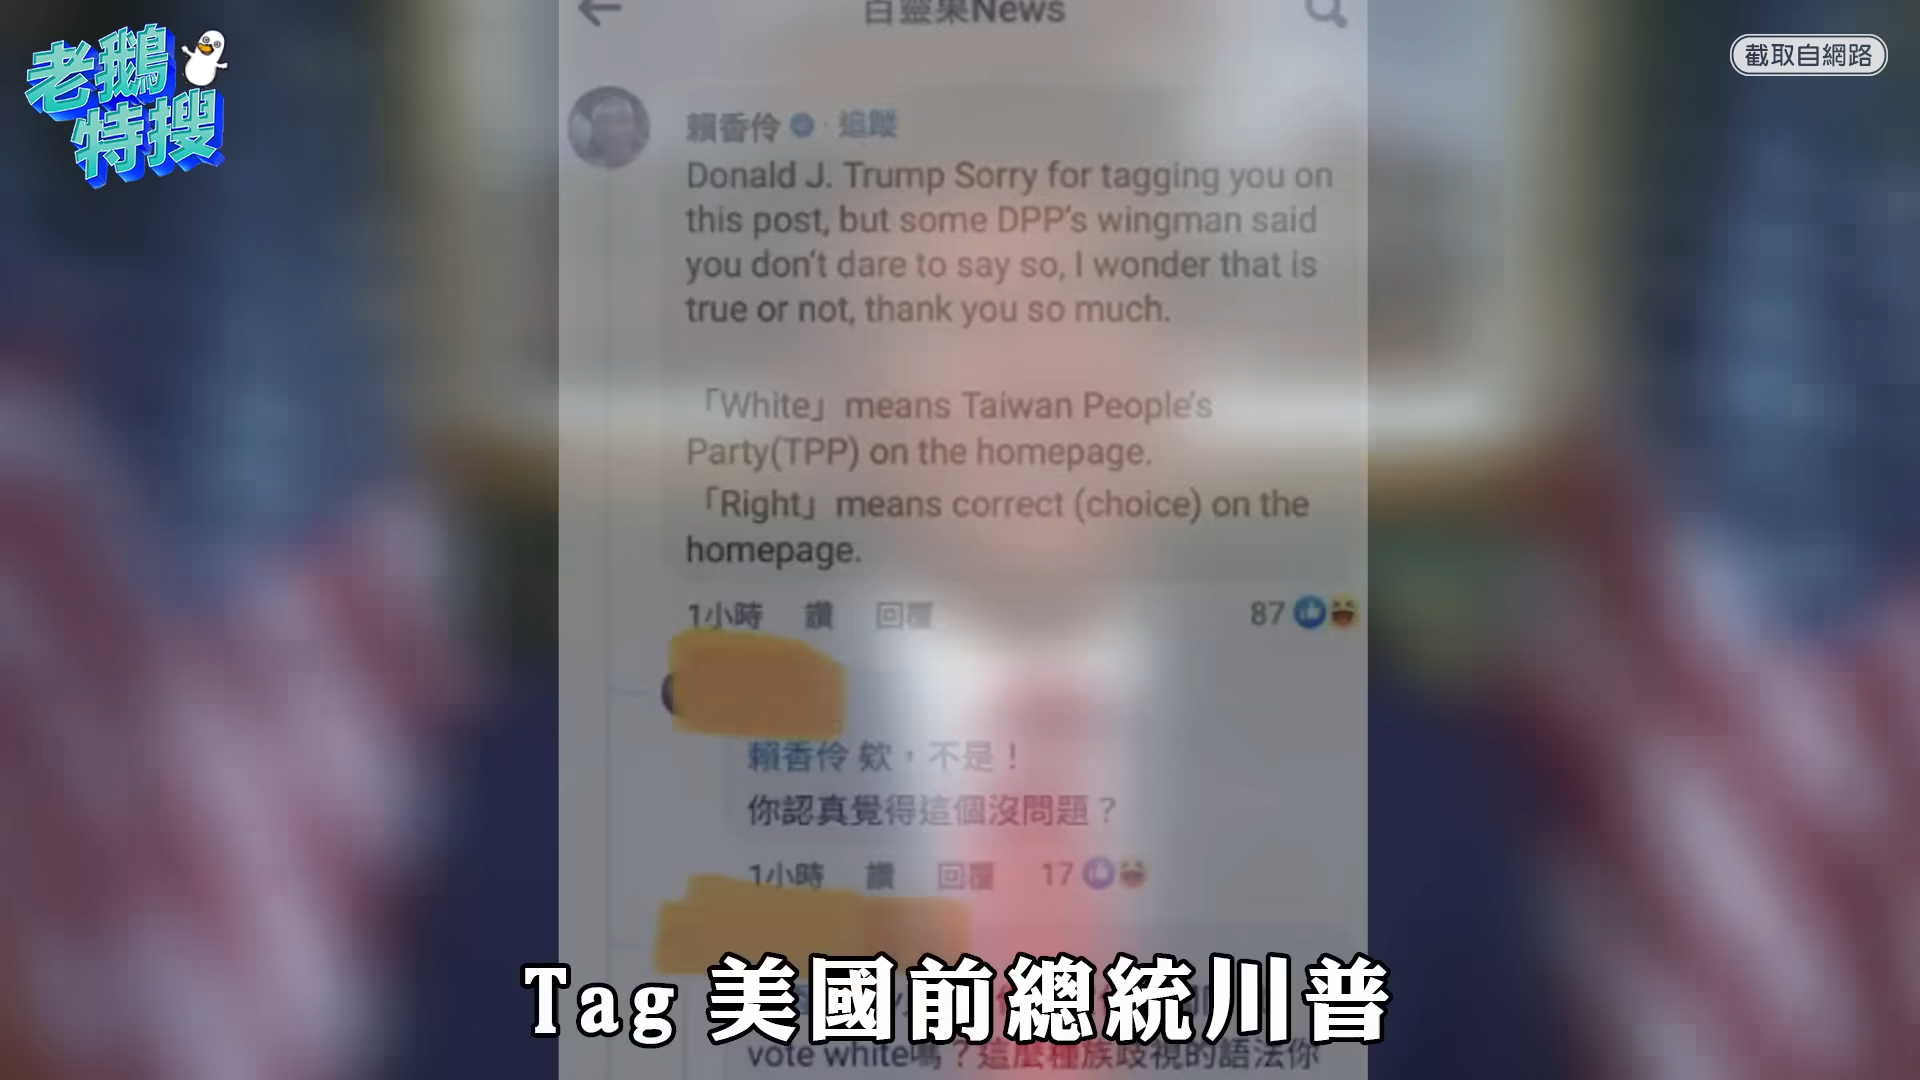 老鵝
特搜
截取自網路
百靈果News
賴香伶 · 追蹤
Donald J. Trump Sorry for tagging you on
this post, but some DPP's wingman said
you don't dare to say so, I wonder that is
true or not, thank you so much.
「White」means Taiwan People's
Party(TPP) on the homepage.
「Right」means correct (choice) on the
homepage.
1小時 讚 回覆 87
賴香伶 欸，不是！
你認真覺得這個沒問題？
1小時 讚 回覆 17
Tag 美國前總統川普
vote white嗎？這麼種族歧視的語法你